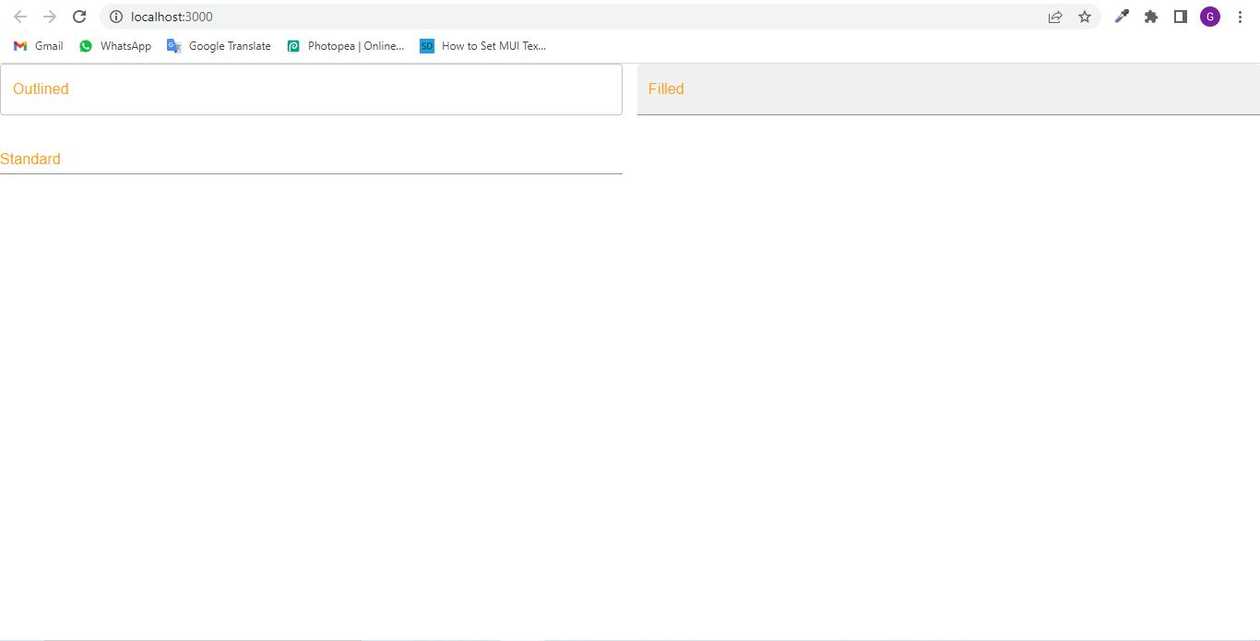 localhost:3000
G
Gmail WhatsApp Google Translate Photopea | Online... SD How to Set MUI Tex...
Outlined Filled
Standard